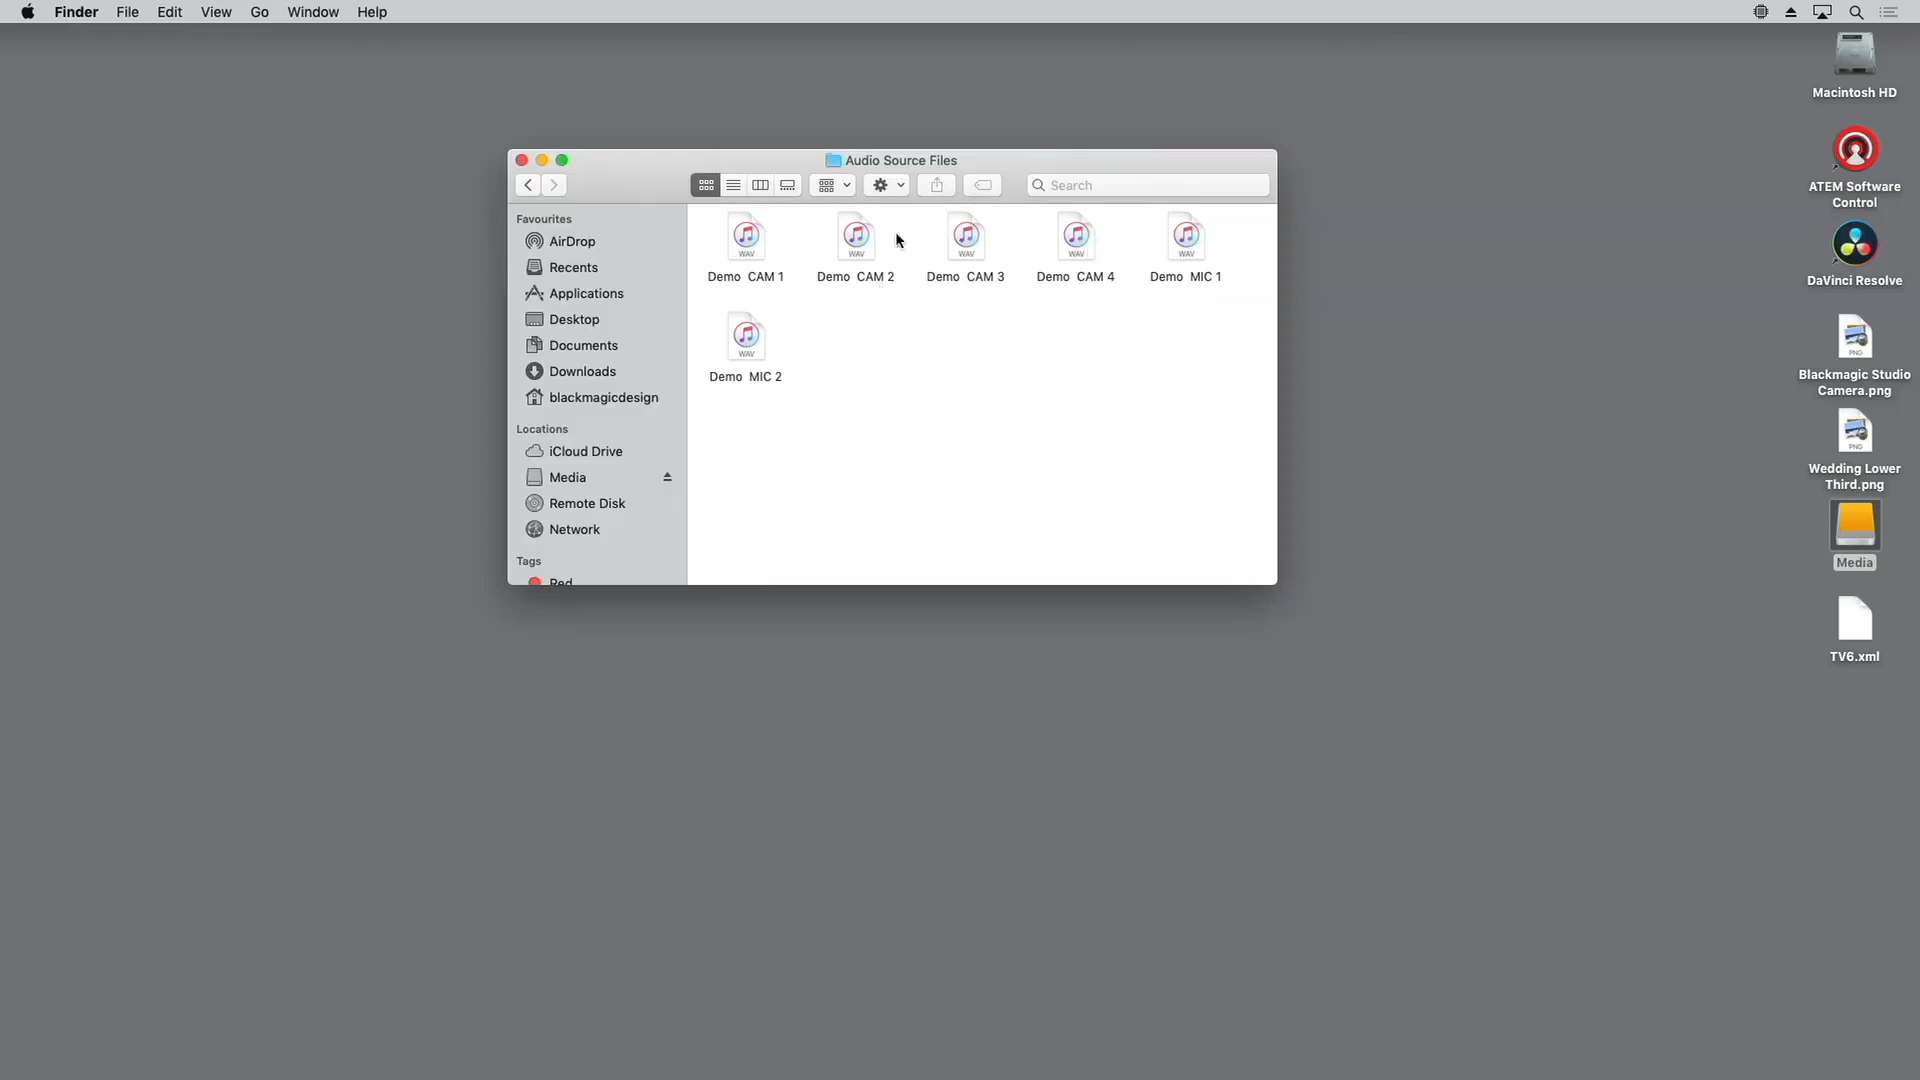 Finder File Edit View Go Window Help
Macintosh HD
ATEM Software
Control
DaVinci Resolve
PNG
Blackmagic Studio
Camera.png
PNG
Wedding Lower
Third.png
Media
TV6.xml
Audio Source Files
Search
Favourites
AirDrop
Recents
Applications
Desktop
Documents
Downloads
blackmagicdesign
Locations
iCloud Drive
Media
Remote Disk
Network
Tags
Red
WAV WAV WAV WAV WAV
Demo CAM 1 Demo CAM 2 Demo CAM 3 Demo CAM 4 Demo MIC 1
WAV
Demo MIC 2